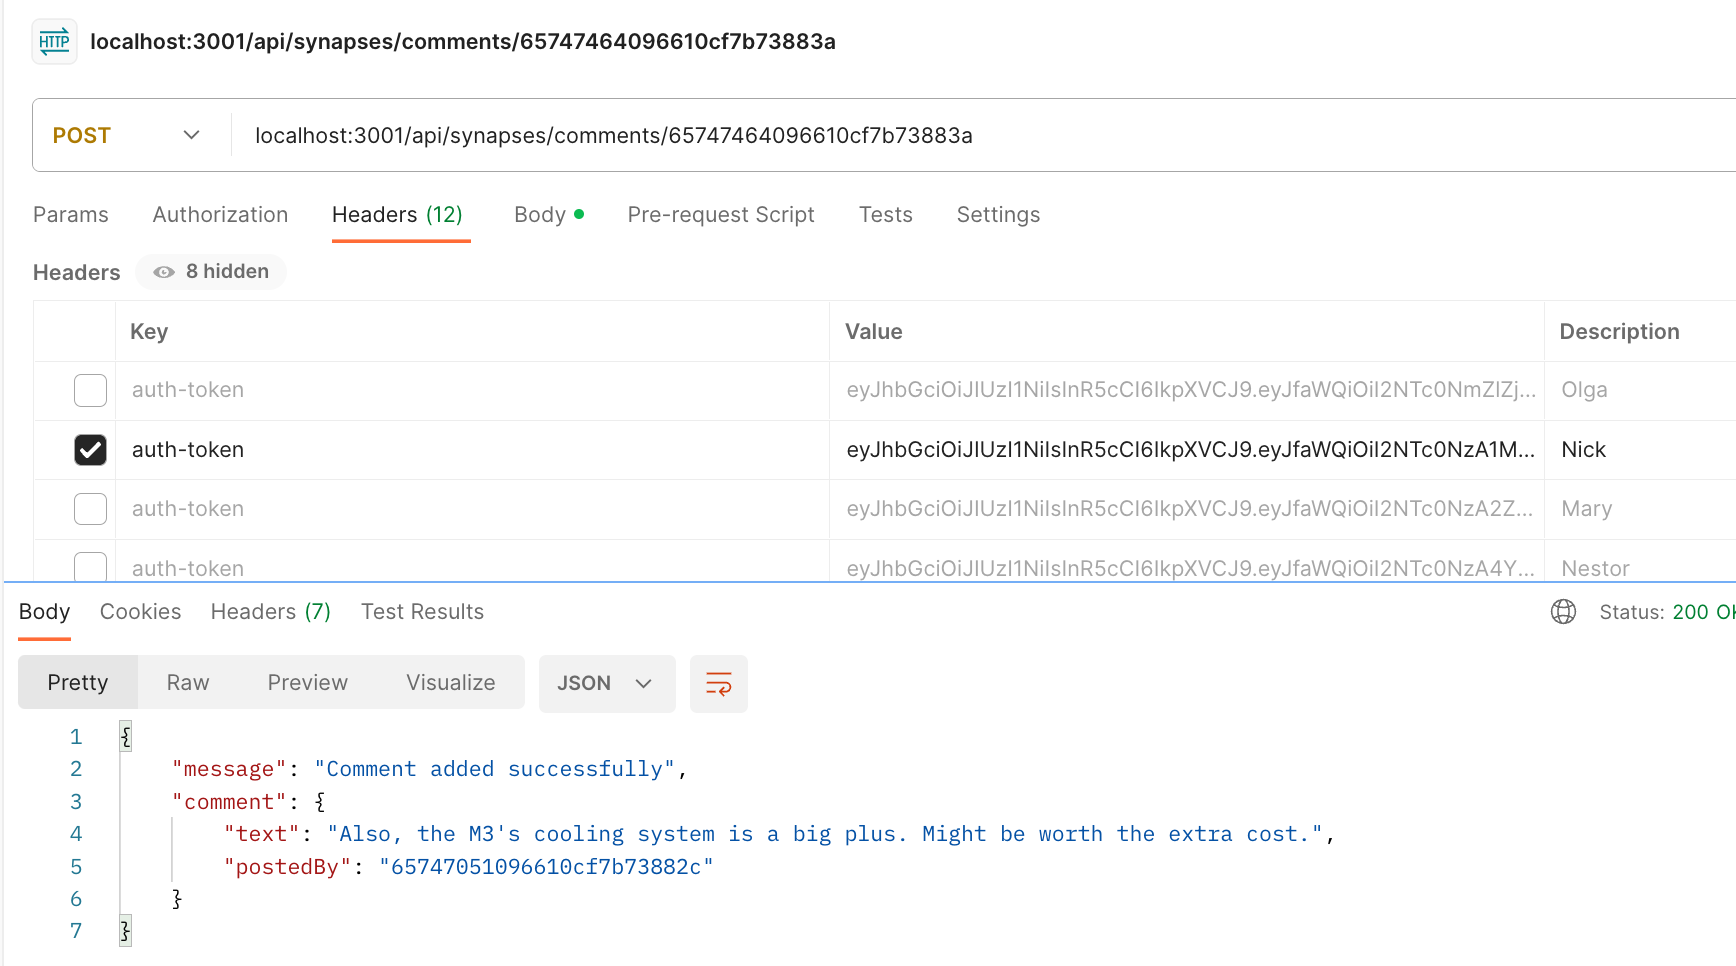 HTTP localhost:3001/api/synapses/comments/65747464096610cf7b73883a
POST localhost:3001/api/synapses/comments/65747464096610cf7b73883a
Params Authorization Headers (12) Body Pre-request Script Tests Settings
Headers 8 hidden
Key Value Description
auth-token eyJhbGciOiJIUzI1NiIsInR5cCI6IkpXVCJ9.eyJfaWQiOiI2NTc0NmZlZj... Olga
auth-token eyJhbGciOiJIUzI1NiIsInR5cCI6IkpXVCJ9.eyJfaWQiOiI2NTc0NzA1M... Nick
auth-token eyJhbGciOiJIUzI1NiIsInR5cCI6IkpXVCJ9.eyJfaWQiOiI2NTc0NzA2Z... Mary
auth-token eyJhbGciOiJIUzI1NiIsInR5cCI6IkpXVCJ9.eyJfaWQiOiI2NTc0NzA4Y... Nestor
Body Cookies Headers (7) Test Results Status: 200 OK
Pretty Raw Preview Visualize JSON
1 {
2 "message": "Comment added successfully",
3 "comment": {
4 "text": "Also, the M3's cooling system is a big plus. Might be worth the extra cost.",
5 "postedBy": "65747051096610cf7b73882c"
6 }
7 }